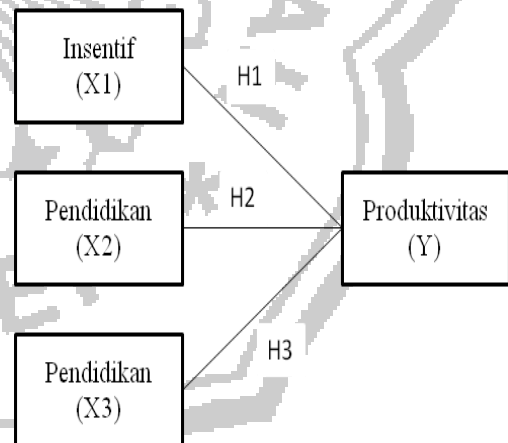 Insentif
(X1)
H1
Pendidikan
(X2)
H2
Produktivitas
(Y)
Pendidikan
(X3)
H3